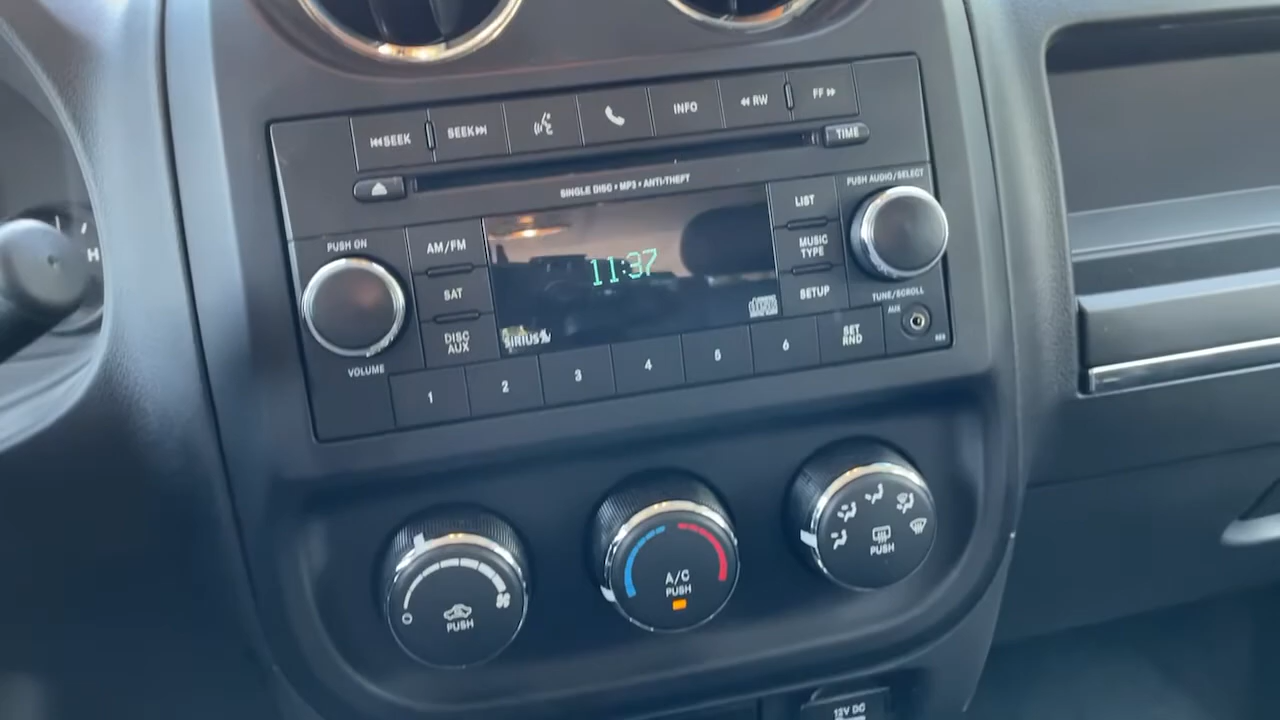 SEEK
SEEK
INFO
RW
FF
TIME
SINGLE DISC • MP3 • ANTI-THEFT
PUSH AUDIO/SELECT
PUSH ON
AM/FM
LIST
11:37
MUSIC
TYPE
H
SAT
SETUP
TUNE/SCROLL
AUX
DISC
AUX
SIRIUS
SET
RND
VOLUME
1
2
3
4
5
6
PUSH
A/C
PUSH
O
PUSH
12V DC